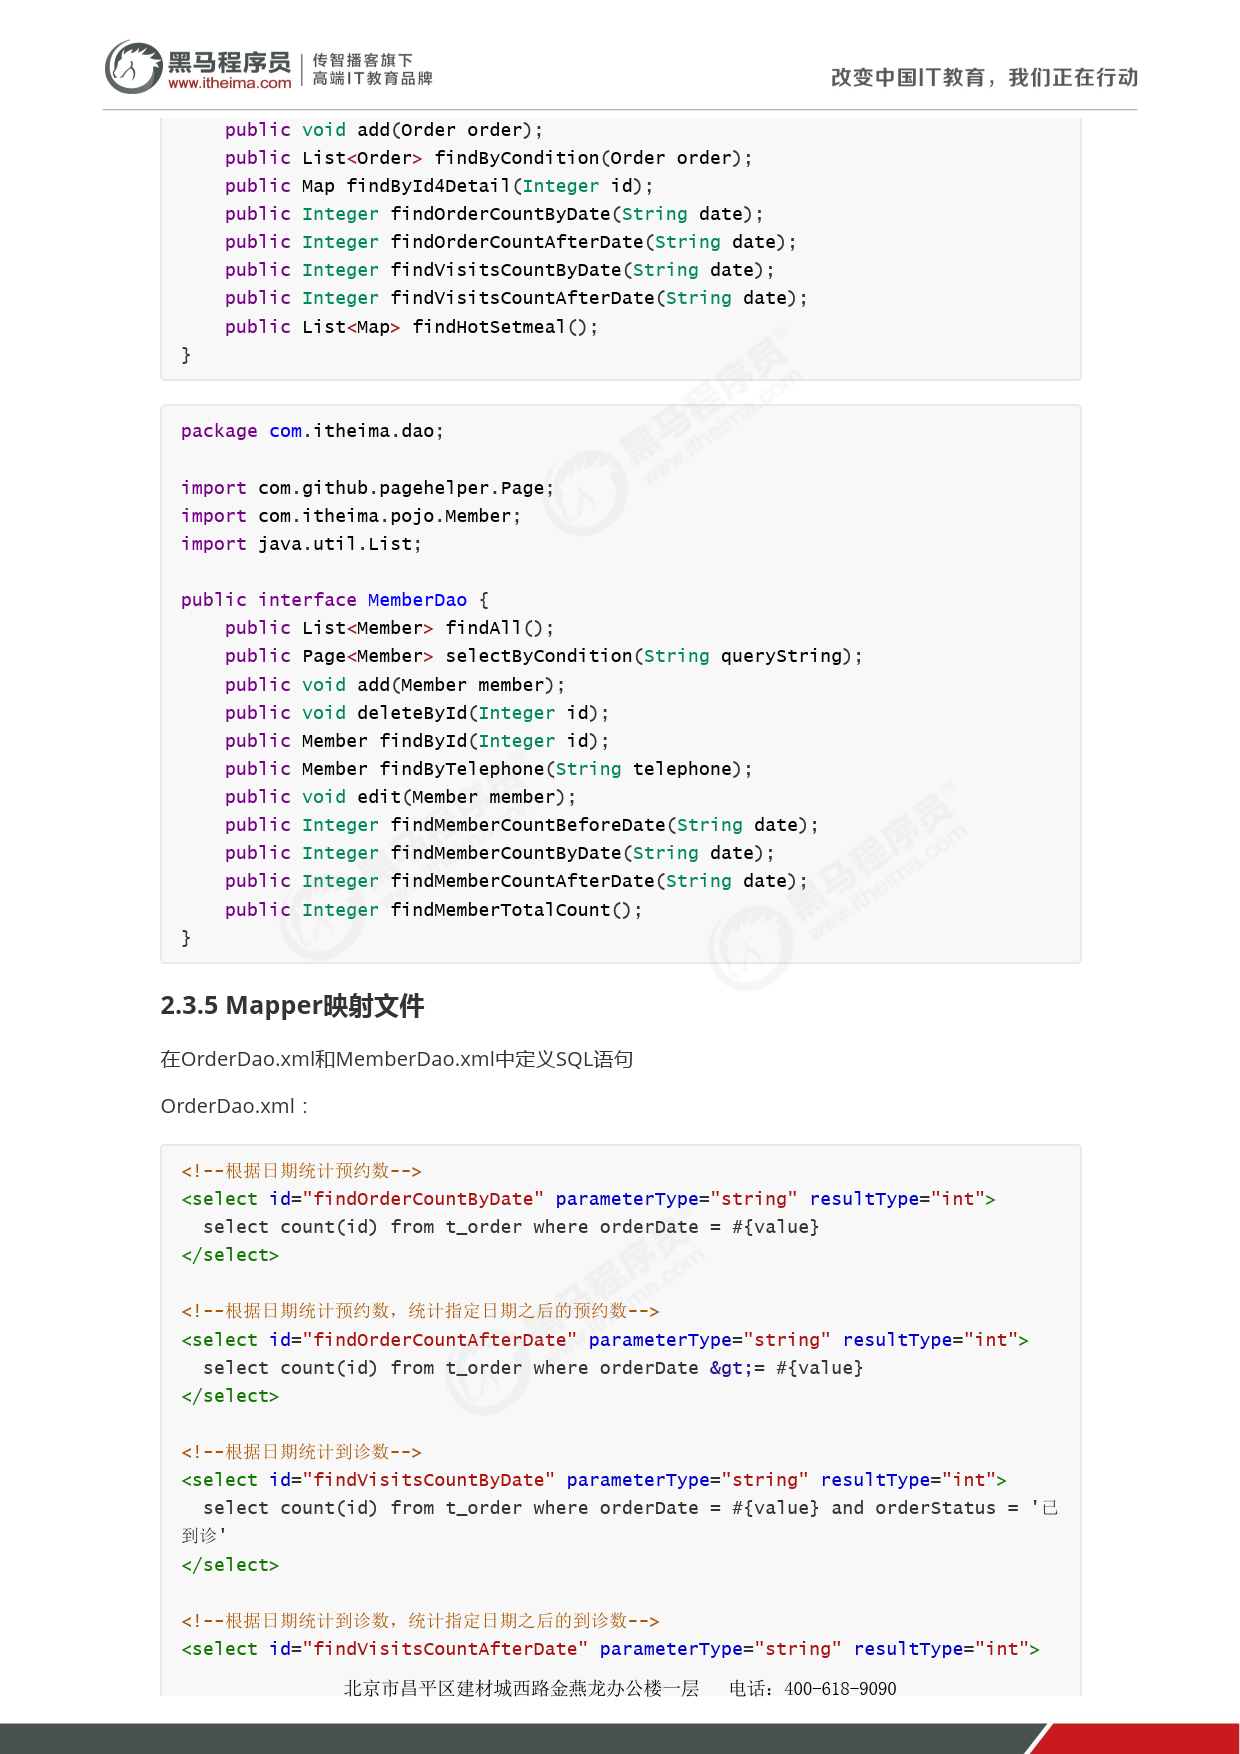 黑马程序员 www.itheima.com
传智播客旗下
高端IT教育品牌
改变中国IT教育，我们正在行动
    public void add(Order order);
    public List<Order> findByCondition(Order order);
    public Map findById4Detail(Integer id);
    public Integer findOrderCountByDate(String date);
    public Integer findOrderCountAfterDate(String date);
    public Integer findVisitsCountByDate(String date);
    public Integer findVisitsCountAfterDate(String date);
    public List<Map> findHotSetmeal();
}
package com.itheima.dao;

import com.github.pagehelper.Page;
import com.itheima.pojo.Member;
import java.util.List;

public interface MemberDao {
    public List<Member> findAll();
    public Page<Member> selectByCondition(String queryString);
    public void add(Member member);
    public void deleteById(Integer id);
    public Member findById(Integer id);
    public Member findByTelephone(String telephone);
    public void edit(Member member);
    public Integer findMemberCountBeforeDate(String date);
    public Integer findMemberCountByDate(String date);
    public Integer findMemberCountAfterDate(String date);
    public Integer findMemberTotalCount();
}
2.3.5 Mapper映射文件
在OrderDao.xml和MemberDao.xml中定义SQL语句
OrderDao.xml：
<!--根据日期统计预约数-->
<select id="findOrderCountByDate" parameterType="string" resultType="int">
  select count(id) from t_order where orderDate = #{value}
</select>

<!--根据日期统计预约数，统计指定日期之后的预约数-->
<select id="findOrderCountAfterDate" parameterType="string" resultType="int">
  select count(id) from t_order where orderDate &gt;= #{value}
</select>

<!--根据日期统计到诊数-->
<select id="findVisitsCountByDate" parameterType="string" resultType="int">
  select count(id) from t_order where orderDate = #{value} and orderStatus = '已
到诊'
</select>

<!--根据日期统计到诊数，统计指定日期之后的到诊数-->
<select id="findVisitsCountAfterDate" parameterType="string" resultType="int">
北京市昌平区建材城西路金燕龙办公楼一层 电话：400-618-9090